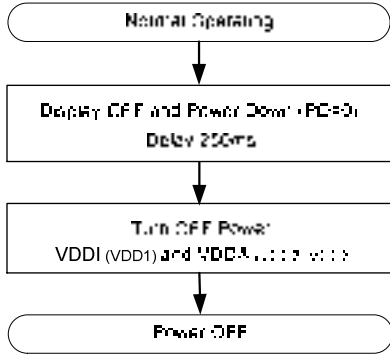 Normal Operating
Display OFF and Power Down (PD=0)
Delay 250ms
Turn OFF Power
VDDI (VDD1) and VDDA
Power OFF